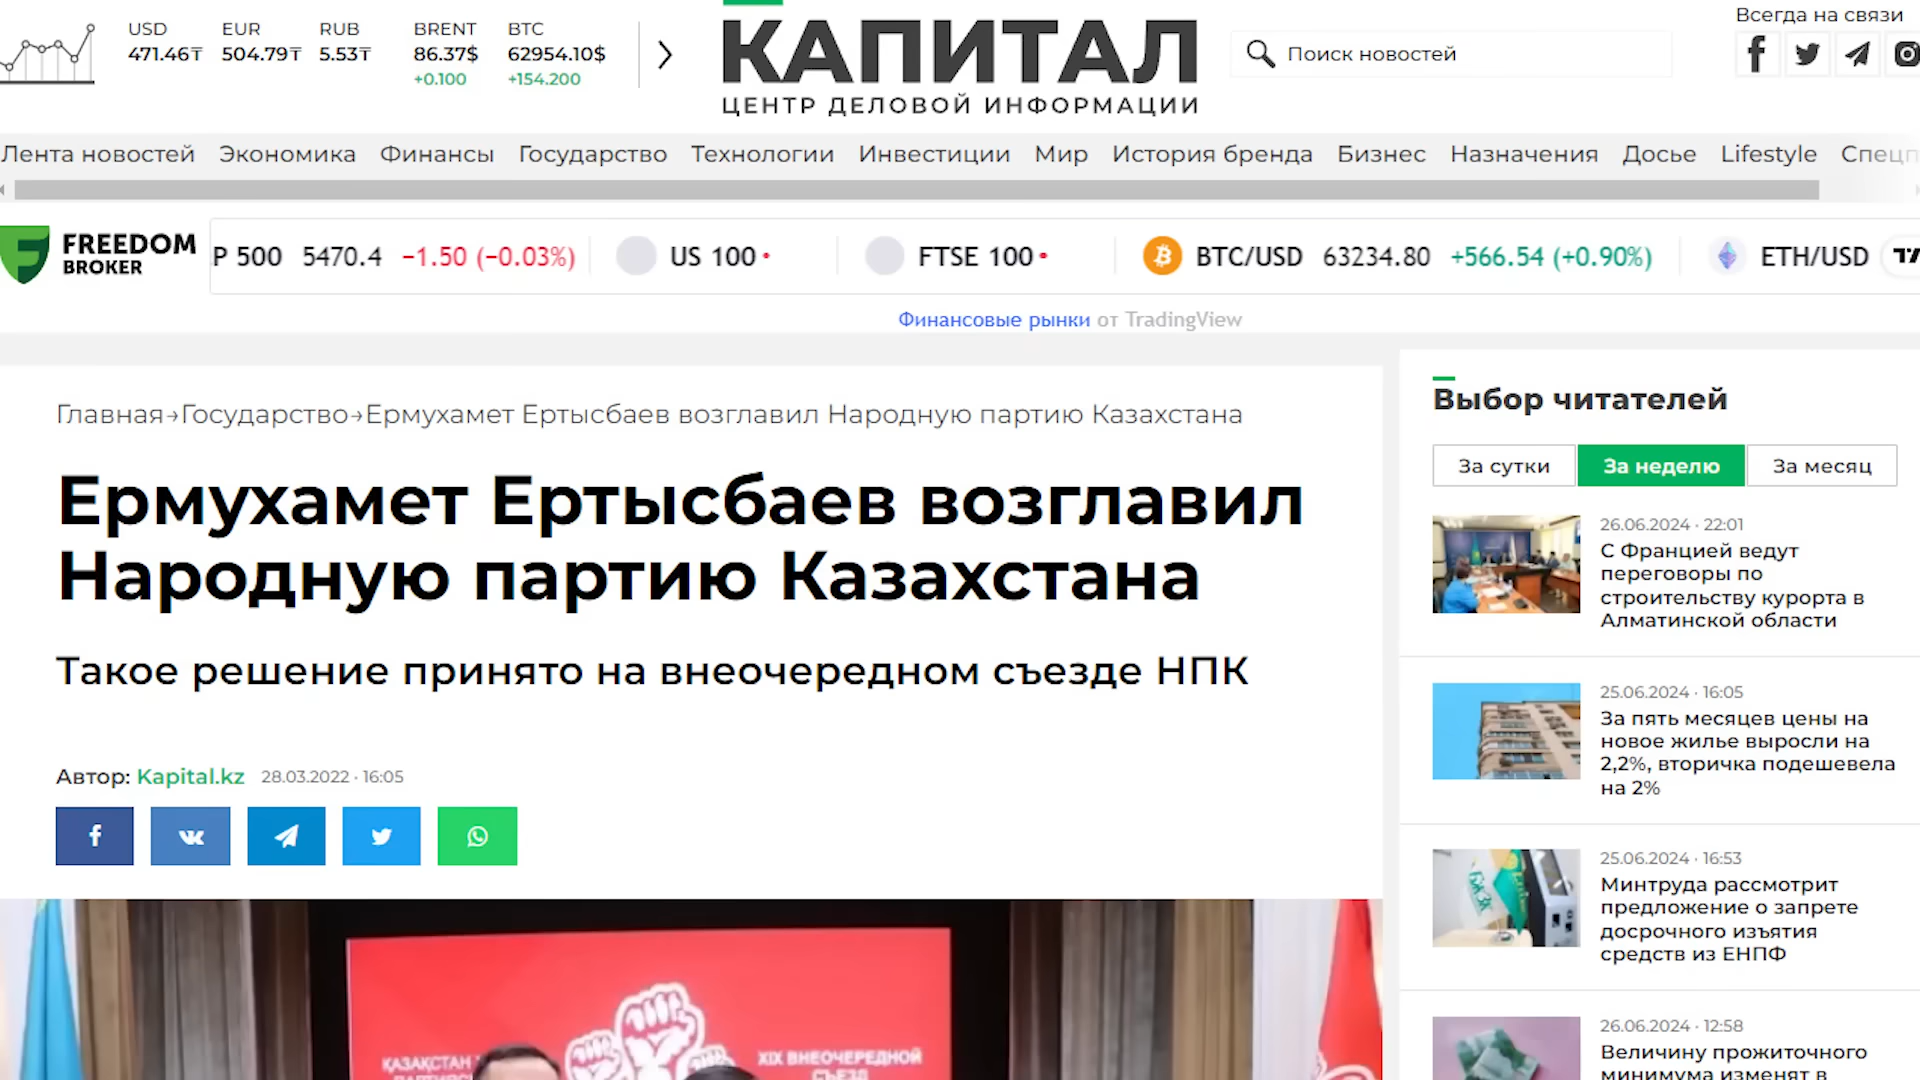 USD EUR RUB BRENT BTC
471.46₸ 504.79₸ 5.53₸ 86.37$ 62954.10$
+0.100 +154.200
КАПИТАЛ
ЦЕНТР ДЕЛОВОЙ ИНФОРМАЦИИ
Поиск новостей
Всегда на связи
Лента новостей Экономика Финансы Государство Технологии Инвестиции Мир История бренда Бизнес Назначения Досье Lifestyle
FREEDOM
BROKER
P 500 5470.4 −1.50 (−0.03%) US 100 FTSE 100 BTC/USD 63234.80 +566.54 (+0.90%) ETH/USD
Финансовые рынки от TradingView
Главная→Государство→Ермухамет Ертысбаев возглавил Народную партию Казахстана
Ермухамет Ертысбаев возглавил
Народную партию Казахстана
Такое решение принято на внеочередном съезде НПК
Автор: Kapital.kz 28.03.2022 · 16:05
ҚАЗАҚСТАН
XIX ВНЕОЧЕРЕДНОЙ
СЪЕЗД
Выбор читателей
За сутки За неделю За месяц
26.06.2024 · 22:01
С Францией ведут
переговоры по
строительству курорта в
Алматинской области
25.06.2024 · 16:05
За пять месяцев цены на
новое жилье выросли на
2,2%, вторичка подешевела
на 2%
25.06.2024 · 16:53
Минтруда рассмотрит
предложение о запрете
досрочного изъятия
средств из ЕНПФ
26.06.2024 · 12:58
Величину прожиточного
минимума изменят в